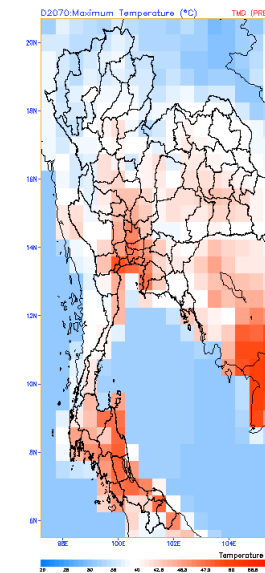 D2070:Maximum Temperature (°C) TMD (PRE
20N
18N
16N
14N
12N
10N
8N
6N
98E 100E 102E 104E
Temperature